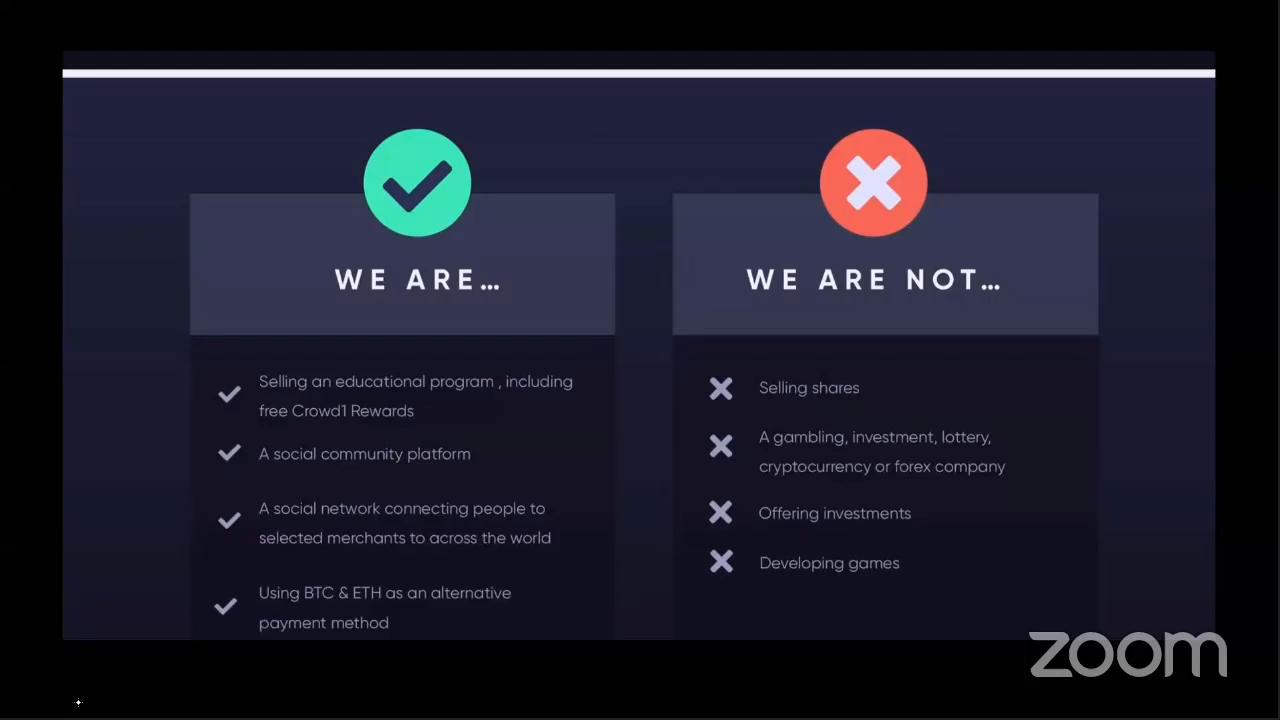 WE ARE…
Selling an educational program , including
free Crowd1 Rewards
A social community platform
A social network connecting people to
selected merchants to across the world
Using BTC & ETH as an alternative
payment method
WE ARE NOT…
Selling shares
A gambling, investment, lottery,
cryptocurrency or forex company
Offering investments
Developing games
zoom